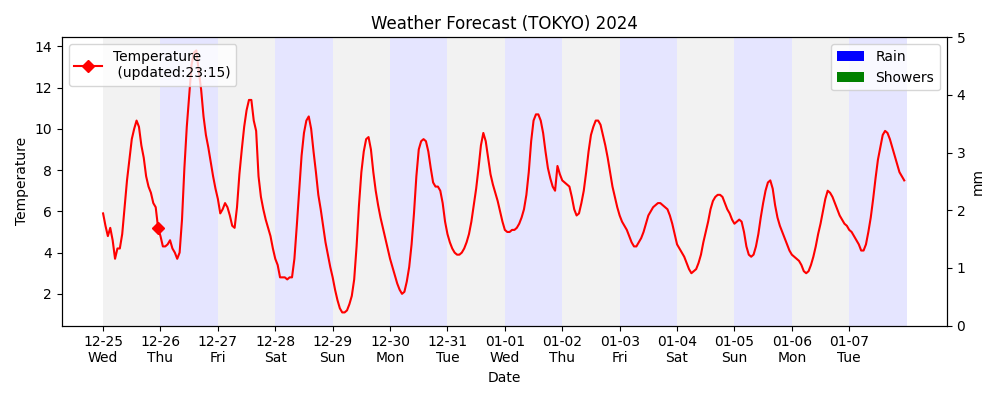 Weather Forecast (TOKYO) 2024
Temperature
(updated:23:15)
Rain
Showers
14
12
10
8
6
4
2
Temperature
5
4
3
2
1
0
mm
12-25 12-26 12-27 12-28 12-29 12-30 12-31 01-01 01-02 01-03 01-04 01-05 01-06 01-07
Wed Thu Fri Sat Sun Mon Tue Wed Thu Fri Sat Sun Mon Tue
Date